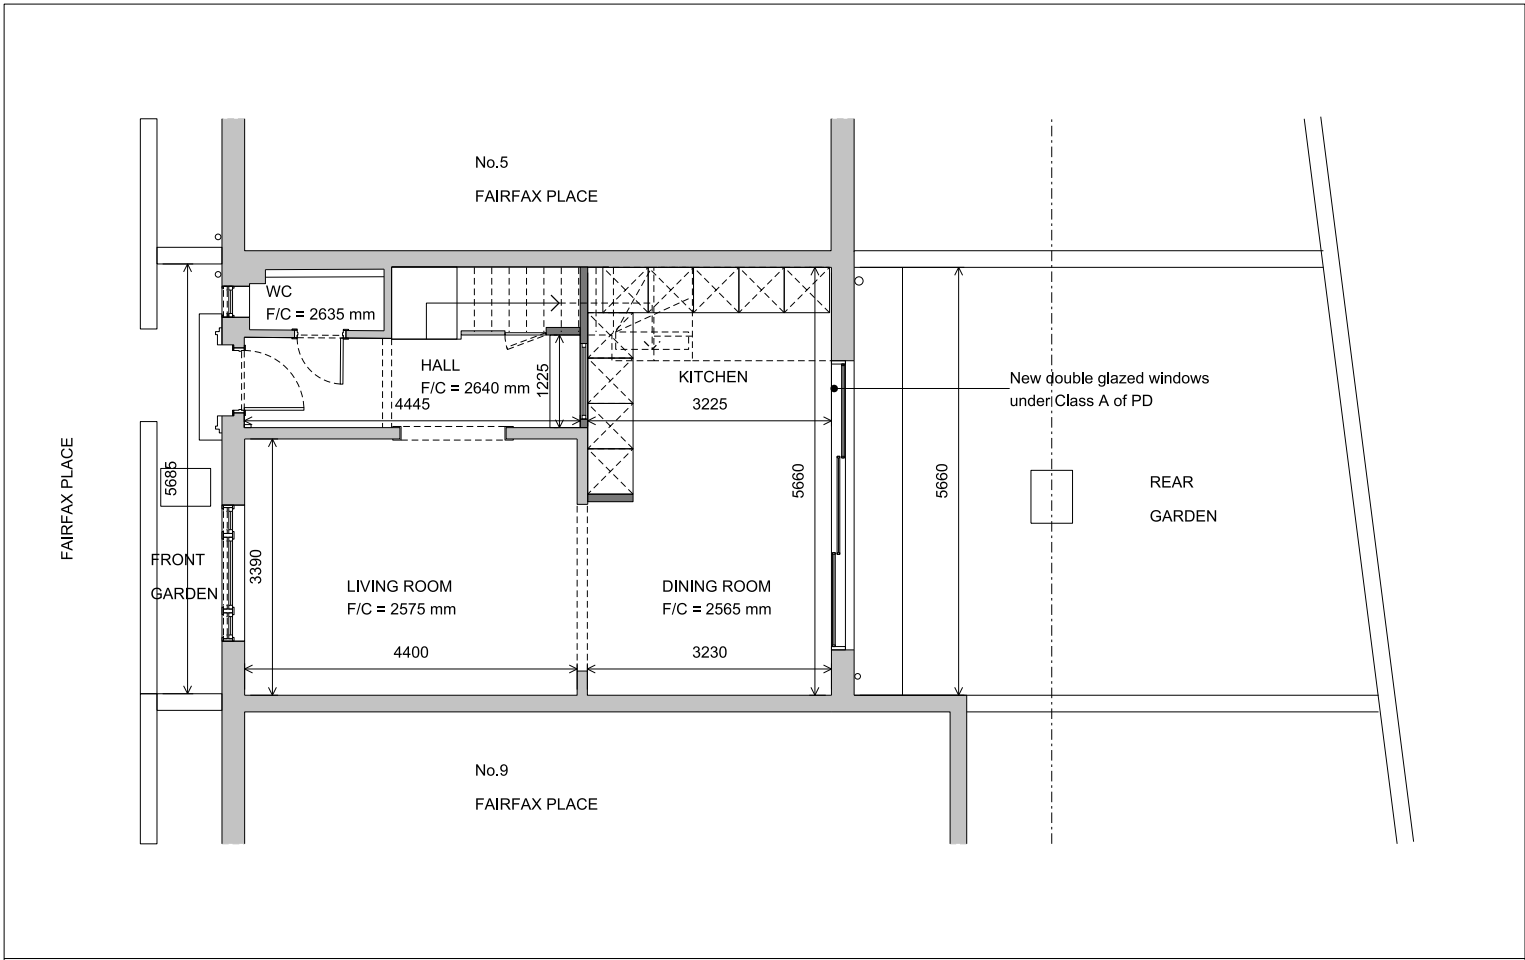 No.5
FAIRFAX PLACE
WC
F/C = 2635 mm
HALL
F/C = 2640 mm
1225
4445
KITCHEN
3225
New double glazed windows
under Class A of PD
FAIRFAX PLACE
5685
FRONT
GARDEN
3390
LIVING ROOM
F/C = 2575 mm
4400
DINING ROOM
F/C = 2565 mm
3230
5660
5660
REAR
GARDEN
No.9
FAIRFAX PLACE